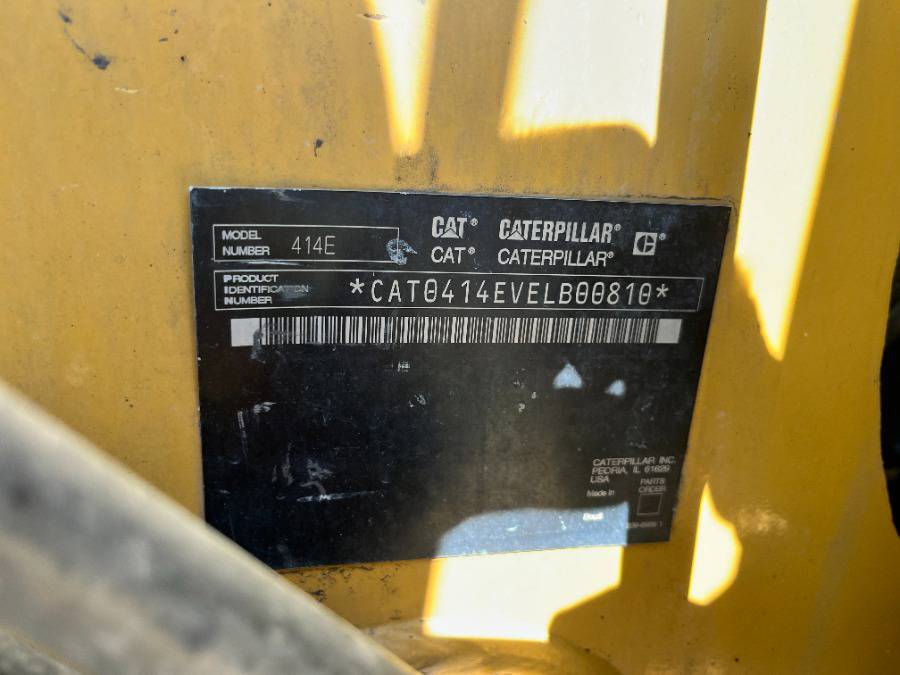 MODEL
NUMBER 414E
CAT® CATERPILLAR®
CAT® CATERPILLAR®
PRODUCT
IDENTIFICATION
NUMBER
*CAT0414EVELB00810*
CATERPILLAR INC.
PEORIA, IL 61629
USA
PARTS
ORDER
Made in